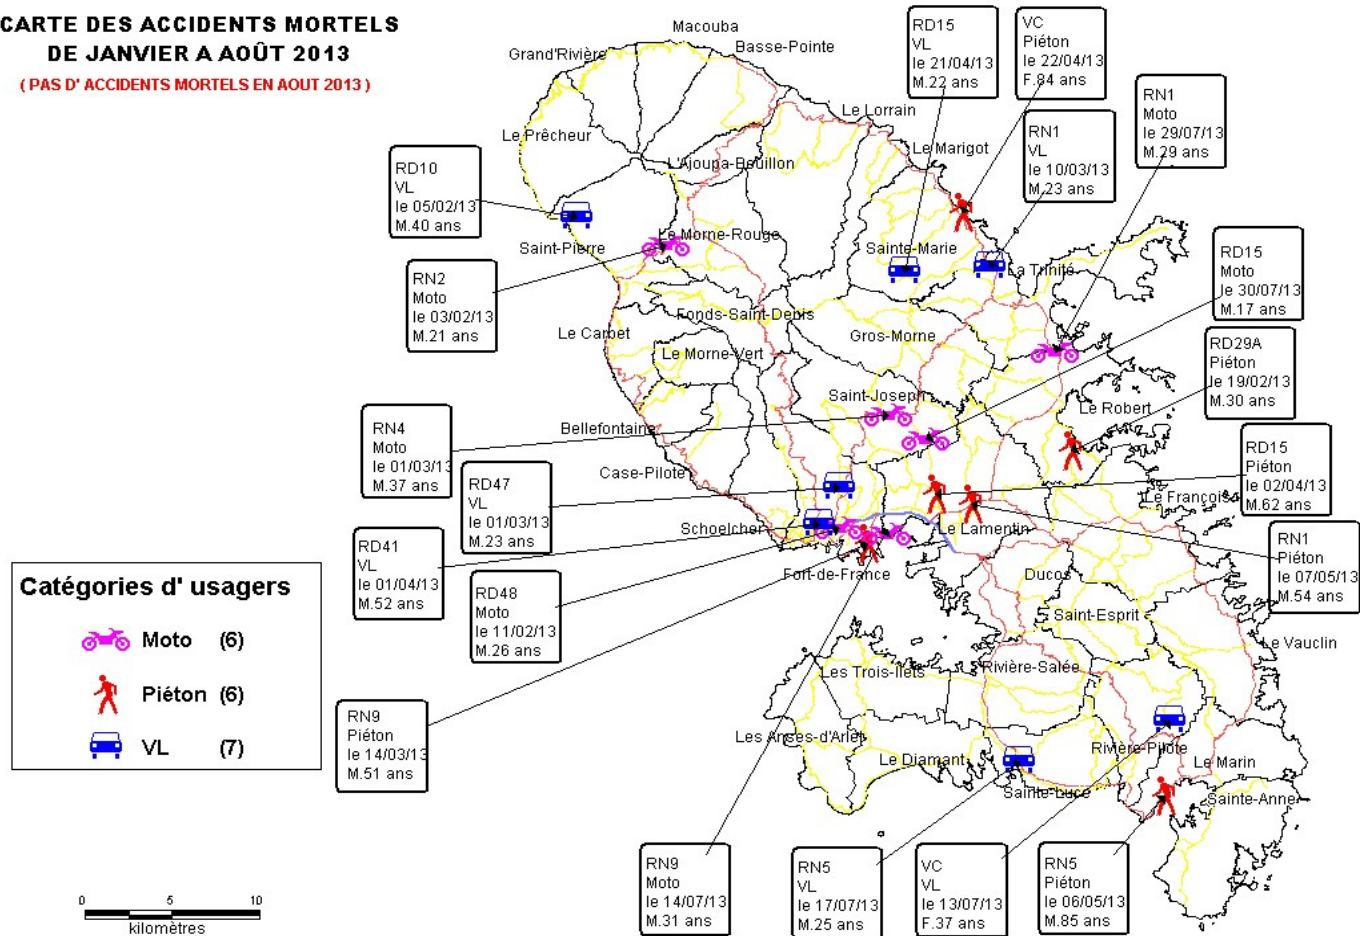 CARTE DES ACCIDENTS MORTELS
DE JANVIER A AOÛT 2013
( PAS D' ACCIDENTS MORTELS EN AOUT 2013 )
Macouba
Grand'Rivière
Basse-Pointe
Le Lorrain
Le Prêcheur
Le Marigot
L'Ajoupa-Bouillon
Le Morne-Rouge
Saint-Pierre
Sainte-Marie
La Trinité
Fonds-Saint-Denis
Le Carbet
Gros-Morne
Le Morne-Vert
Saint-Joseph
Le Robert
Bellefontaine
Case-Pilote
Le François
Schoelcher
Le Lamentin
Fort-de-France
Ducos
Saint-Esprit
Le Vauclin
Les Trois-Ilets
Rivière-Salée
Les Anses-d'Arlet
Le Diamant
Rivière-Pilote
Le Marin
Sainte-Luce
Sainte-Anne
RD15
VL
le 21/04/13
M.22 ans
VC
Piéton
le 22/04/13
F.84 ans
RN1
Moto
le 29/07/13
M.29 ans
RN1
VL
le 10/03/13
M.23 ans
RD10
VL
le 05/02/13
M.40 ans
RN2
Moto
le 03/02/13
M.21 ans
RD15
Moto
le 30/07/13
M.17 ans
RD29A
Piéton
le 19/02/13
M.30 ans
RN4
Moto
le 01/03/13
M.37 ans
RD15
Piéton
le 02/04/13
M.62 ans
RD47
VL
le 01/03/13
M.23 ans
RN1
Piéton
le 07/05/13
M.54 ans
RD41
VL
le 01/04/13
M.52 ans
RD48
Moto
le 11/02/13
M.26 ans
RN9
Piéton
le 14/03/13
M.51 ans
RN9
Moto
le 14/07/13
M.31 ans
RN5
VL
le 17/07/13
M.25 ans
VC
VL
le 13/07/13
F.37 ans
RN5
Piéton
le 06/05/13
M.85 ans
Catégories d' usagers
Moto (6)
Piéton (6)
VL (7)
0 5 10
kilomètres